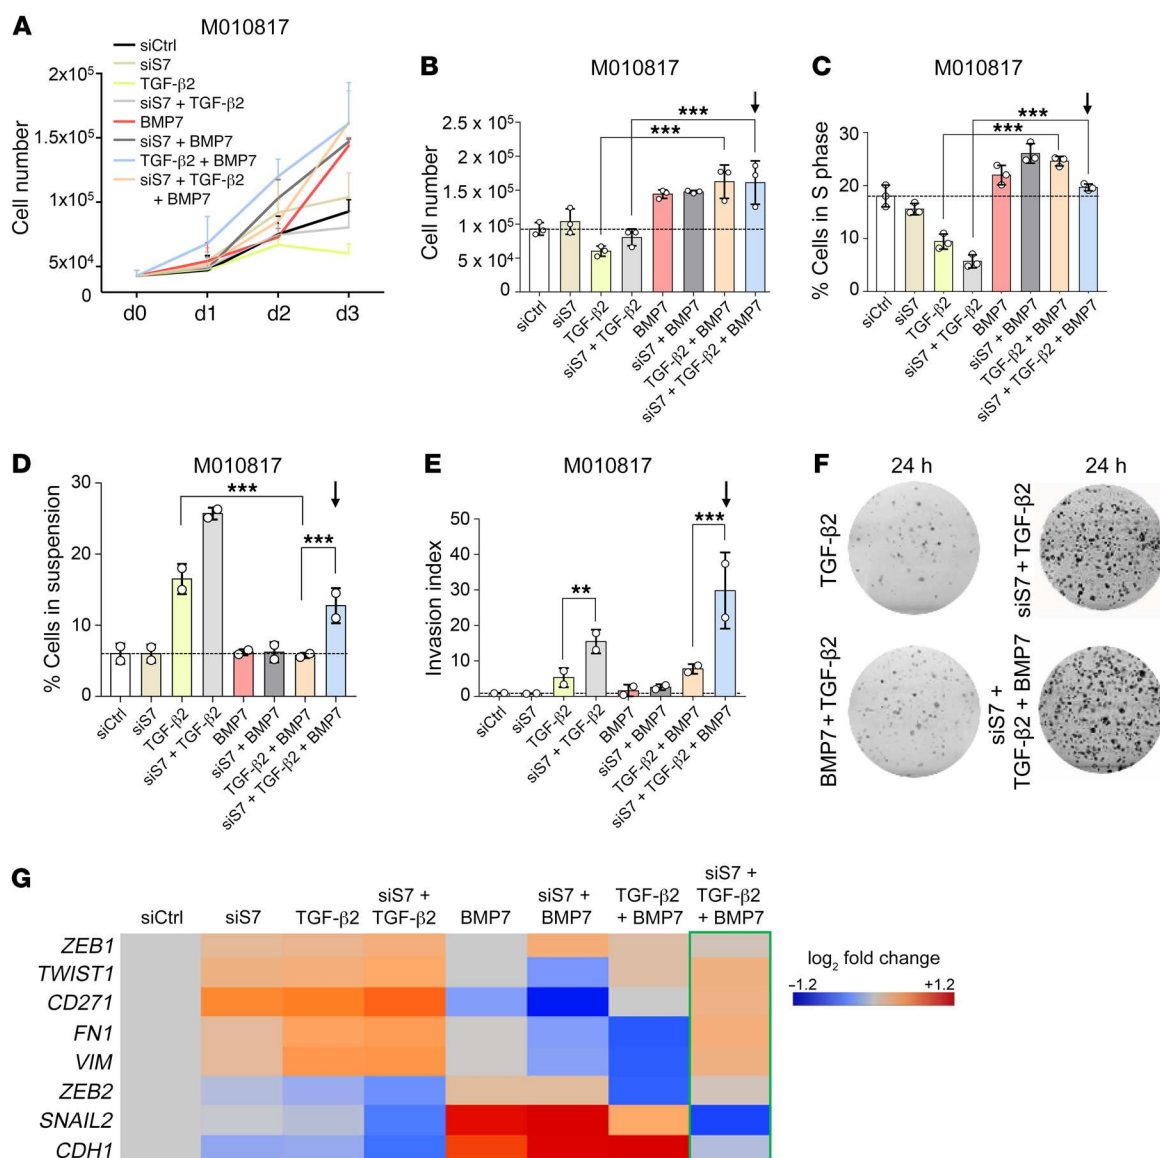 A
M010817
siCtrl
siS7
TGF-β2
siS7 + TGF-β2
BMP7
siS7 + BMP7
TGF-β2 + BMP7
siS7 + TGF-β2
+ BMP7
Cell number
2x10⁵
1.5x10⁵
1x10⁵
5x10⁴
0
d0 d1 d2 d3
B
M010817
Cell number
2.5 x 10⁵
2 x 10⁵
1.5 x 10⁵
1 x 10⁵
5 x 10⁴
0
***
***
siCtrl
siS7
TGF-β2
siS7 + TGF-β2
BMP7
siS7 + BMP7
TGF-β2 + BMP7
siS7 + TGF-β2 + BMP7
C
M010817
% Cells in S phase
30
20
10
0
***
***
siCtrl
siS7
TGF-β2
siS7 + TGF-β2
BMP7
siS7 + BMP7
TGF-β2 + BMP7
siS7 + TGF-β2 + BMP7
D
M010817
% Cells in suspension
30
20
10
0
***
***
siCtrl
siS7
TGF-β2
siS7 + TGF-β2
BMP7
siS7 + BMP7
TGF-β2 + BMP7
siS7 + TGF-β2 + BMP7
E
M010817
Invasion index
50
40
30
20
10
0
**
***
siCtrl
siS7
TGF-β2
siS7 + TGF-β2
BMP7
siS7 + BMP7
TGF-β2 + BMP7
siS7 + TGF-β2 + BMP7
F
24 h
24 h
TGF-β2
siS7 + TGF-β2
BMP7 + TGF-β2
siS7 +
TGF-β2 + BMP7
G
siCtrl
siS7
TGF-β2
siS7 +
TGF-β2
BMP7
siS7 +
BMP7
TGF-β2
+ BMP7
siS7 +
TGF-β2
+ BMP7
ZEB1
TWIST1
CD271
FN1
VIM
ZEB2
SNAIL2
CDH1
log₂ fold change
–1.2 +1.2